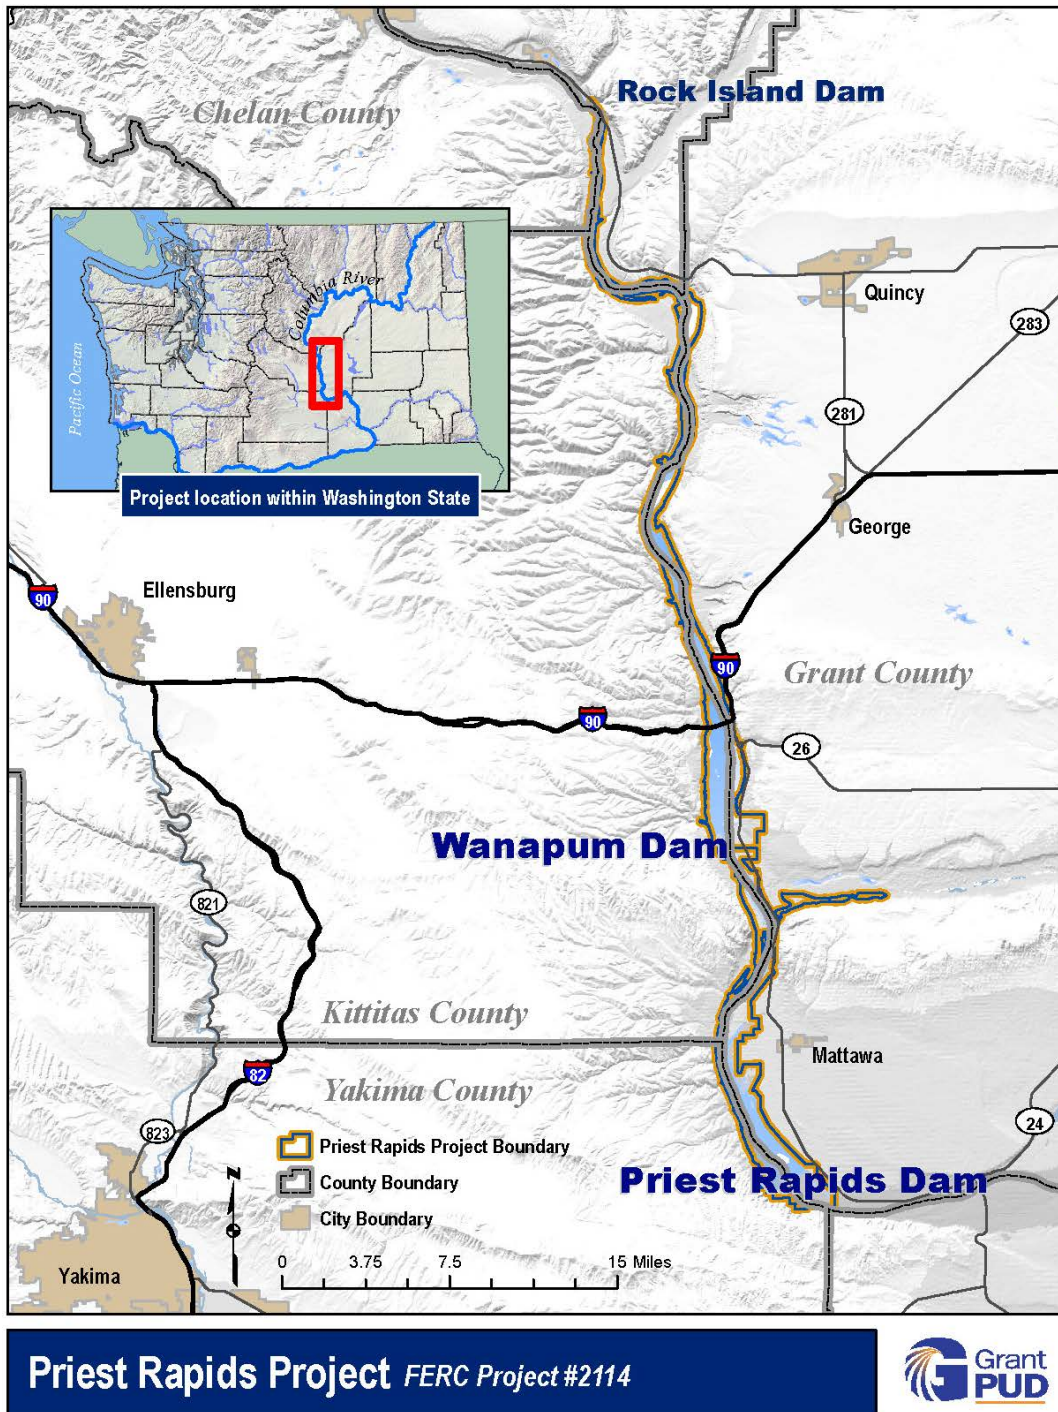 Rock Island Dam
Chelan County
Columbia River
Pacific Ocean
Project location within Washington State
Quincy
283
281
George
Ellensburg
90
90
Grant County
90
26
Wanapum Dam
821
Kittitas County
Mattawa
82
Yakima County
823
24
Priest Rapids Project Boundary
County Boundary
City Boundary
Priest Rapids Dam
N
0 3.75 7.5 15 Miles
Yakima
Priest Rapids Project FERC Project #2114
Grant
PUD